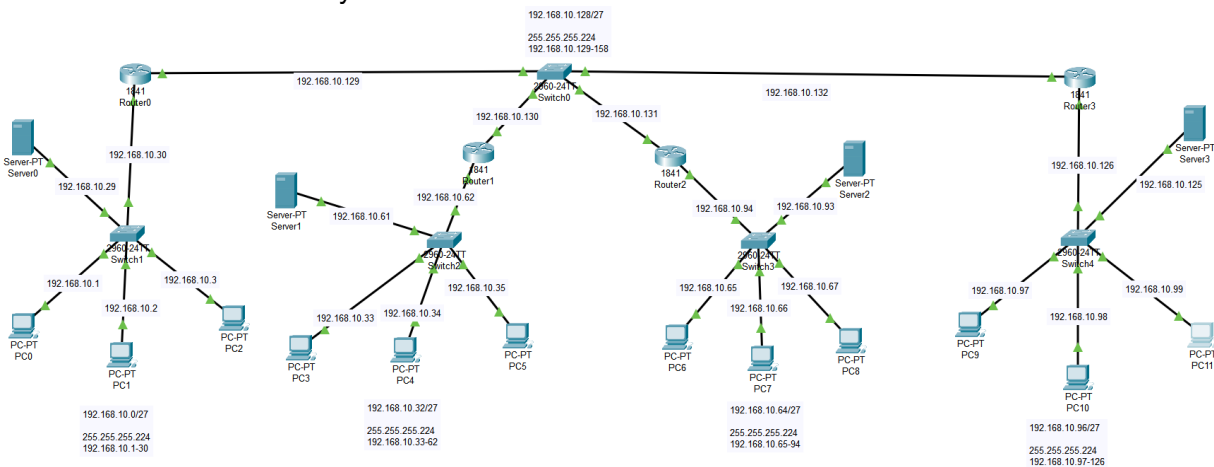 192.168.10.128/27
255.255.255.224
192.168.10.129-158
192.168.10.129
192.168.10.132
1841
Router0
2960-24TT
Switch0
1841
Router3
192.168.10.130
192.168.10.131
Server-PT
Server0
192.168.10.30
1841
Router1
1841
Router2
Server-PT
Server3
192.168.10.126
192.168.10.29
192.168.10.62
Server-PT
Server2
192.168.10.125
Server-PT
Server1
192.168.10.61
192.168.10.94
192.168.10.93
2960-24TT
Switch1
2960-24TT
Switch2
2960-24TT
Switch3
2960-24TT
Switch4
192.168.10.1
192.168.10.3
192.168.10.2
192.168.10.35
192.168.10.33
192.168.10.34
192.168.10.65
192.168.10.67
192.168.10.66
192.168.10.97
192.168.10.99
192.168.10.98
PC-PT
PC0
PC-PT
PC1
PC-PT
PC2
PC-PT
PC3
PC-PT
PC4
PC-PT
PC5
PC-PT
PC6
PC-PT
PC7
PC-PT
PC8
PC-PT
PC9
PC-PT
PC10
PC-PT
PC11
192.168.10.0/27
255.255.255.224
192.168.10.1-30
192.168.10.32/27
255.255.255.224
192.168.10.33-62
192.168.10.64/27
255.255.255.224
192.168.10.65-94
192.168.10.96/27
255.255.255.224
192.168.10.97-126